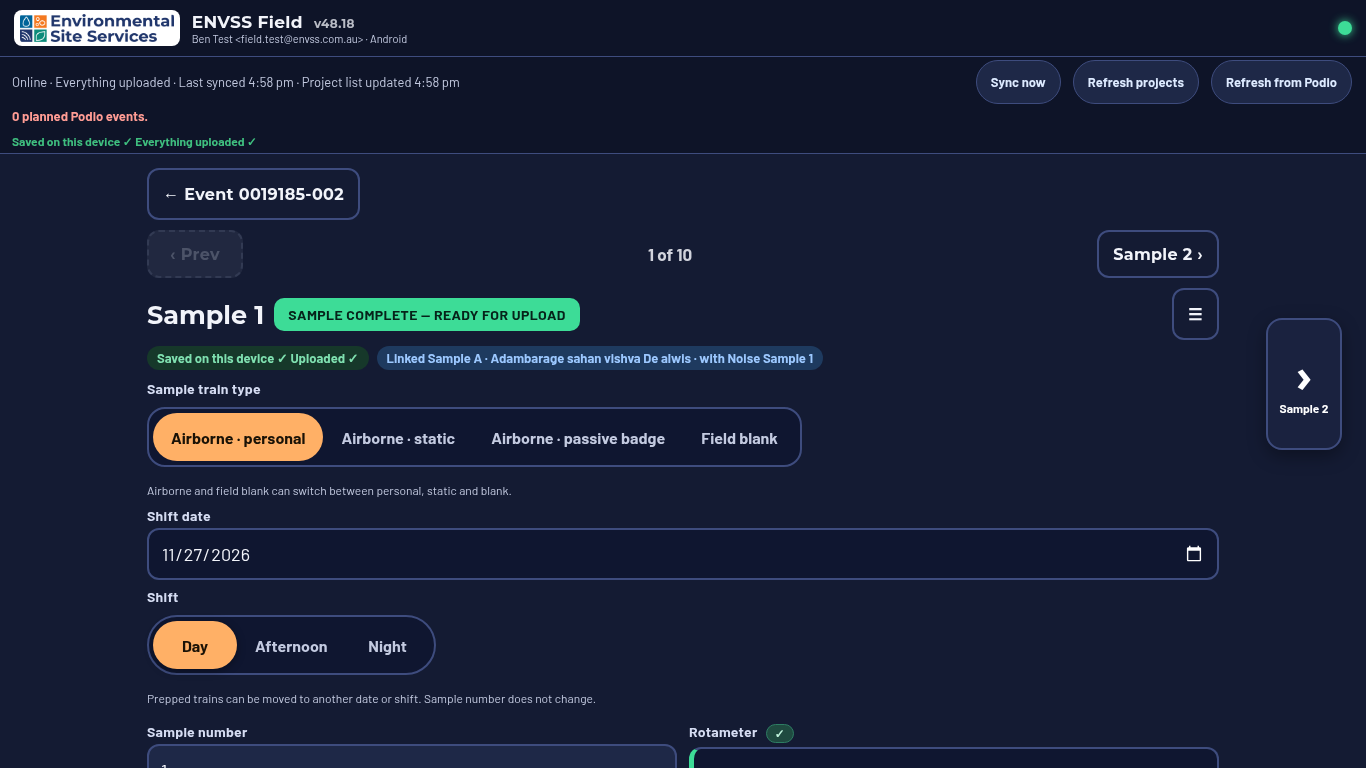 Environmental
Site Services
ENVSS Field v48.18
Ben Test <field.test@envss.com.au> · Android
Online · Everything uploaded · Last synced 4:58 pm · Project list updated 4:58 pm
Sync now
Refresh projects
Refresh from Podio
0 planned Podio events.
Saved on this device ✓ Everything uploaded ✓
← Event 0019185-002
‹ Prev
1 of 10
Sample 2 ›
Sample 1
SAMPLE COMPLETE — READY FOR UPLOAD
☰
Saved on this device ✓ Uploaded ✓
Linked Sample A · Adambarage sahan vishva De alwis · with Noise Sample 1
› Sample 2
Sample train type
Airborne · personal
Airborne · static
Airborne · passive badge
Field blank
Airborne and field blank can switch between personal, static and blank.
Shift date
11/27/2026
Shift
Day
Afternoon
Night
Prepped trains can be moved to another date or shift. Sample number does not change.
Sample number
Rotameter ✓